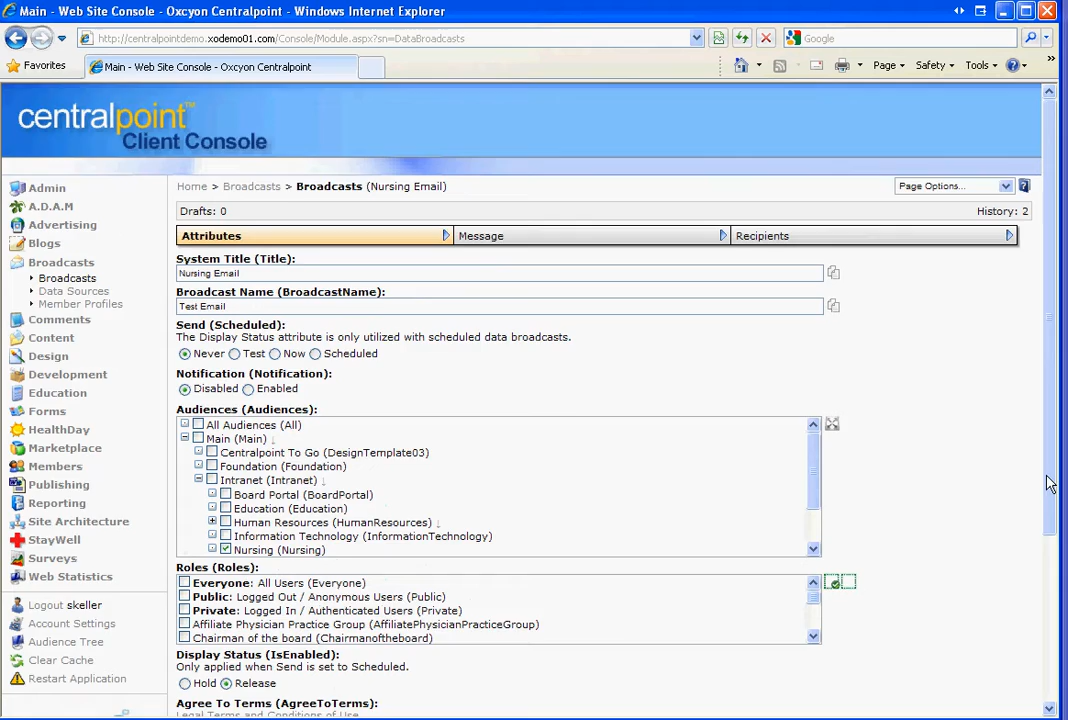 Main - Web Site Console - Oxcyon Centralpoint - Windows Internet Explorer
http://centralpointdemo.xodemo01.com/Console/Module.aspx?sn=DataBroadcasts
Google
Favorites
Main - Web Site Console - Oxcyon Centralpoint
Page
Safety
Tools
centralpoint™
Client Console
Admin
A.D.A.M
Advertising
Blogs
Broadcasts
Broadcasts
Data Sources
Member Profiles
Comments
Content
Design
Development
Education
Forms
HealthDay
Marketplace
Members
Publishing
Reporting
Site Architecture
StayWell
Surveys
Web Statistics
Logout skeller
Account Settings
Audience Tree
Clear Cache
Restart Application
Home > Broadcasts > Broadcasts (Nursing Email)
Page Options...
Drafts: 0
History: 2
Attributes
Message
Recipients
System Title (Title):
Nursing Email
Broadcast Name (BroadcastName):
Test Email
Send (Scheduled):
The Display Status attribute is only utilized with scheduled data broadcasts.
Never Test Now Scheduled
Notification (Notification):
Disabled Enabled
Audiences (Audiences):
All Audiences (All)
Main (Main) ↓
Centralpoint To Go (DesignTemplate03)
Foundation (Foundation)
Intranet (Intranet) ↓
Board Portal (BoardPortal)
Education (Education)
Human Resources (HumanResources) ↓
Information Technology (InformationTechnology)
Nursing (Nursing)
Roles (Roles):
Everyone: All Users (Everyone)
Public: Logged Out / Anonymous Users (Public)
Private: Logged In / Authenticated Users (Private)
Affiliate Physician Practice Group (AffiliatePhysicianPracticeGroup)
Chairman of the board (Chairmanoftheboard)
Display Status (IsEnabled):
Only applied when Send is set to Scheduled.
Hold Release
Agree To Terms (AgreeToTerms):
Legal Terms and Conditions of Use